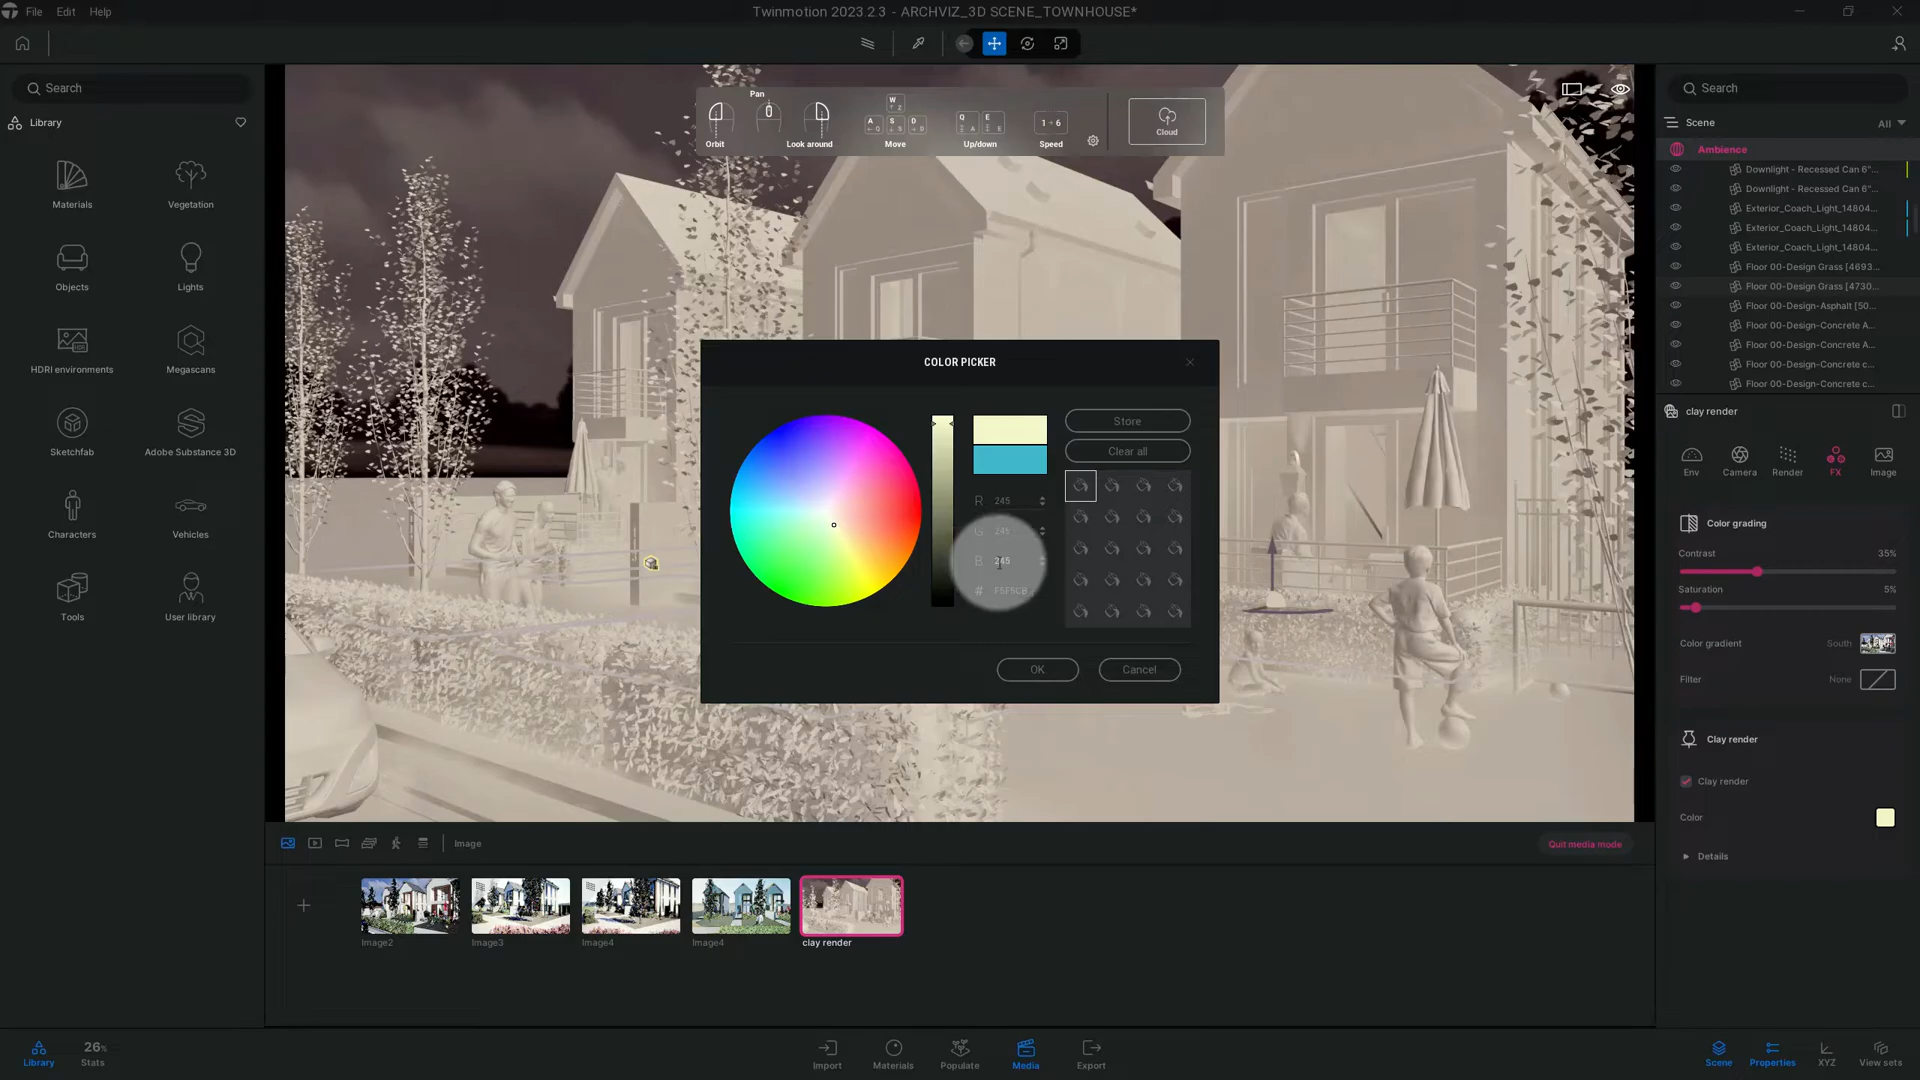 File Edit Help
Twinmotion 2023.2.3 - ARCHVIZ_3D SCENE_TOWNHOUSE*
Search
Library
Materials
Vegetation
Objects
Lights
HDRI environments
Megascans
Sketchfab
Adobe Substance 3D
Characters
Vehicles
Tools
User library
Pan
Orbit
Look around
W
A S D
Move
Q E
Up/down
1 → 6
Speed
Cloud
COLOR PICKER
Store
Clear all
R 245
G 245
B 245
# F5F5CB
OK
Cancel
Search
Scene
All
Ambience
Downlight - Recessed Can 6"...
Downlight - Recessed Can 6"...
Exterior_Coach_Light_14804...
Exterior_Coach_Light_14804...
Exterior_Coach_Light_14804...
Floor 00-Design Grass [4693...
Floor 00-Design Grass [4730...
Floor 00-Design-Asphalt [50...
Floor 00-Design-Concrete A...
Floor 00-Design-Concrete A...
Floor 00-Design-Concrete c...
Floor 00-Design-Concrete c...
clay render
Env
Camera
Render
FX
Image
Color grading
Contrast 35%
Saturation 5%
Color gradient South
Filter None
Clay render
Clay render
Color
Details
Image
Quit media mode
Image2
Image3
Image4
Image4
clay render
Library
26%
Stats
Import
Materials
Populate
Media
Export
Scene
Properties
XYZ
View sets